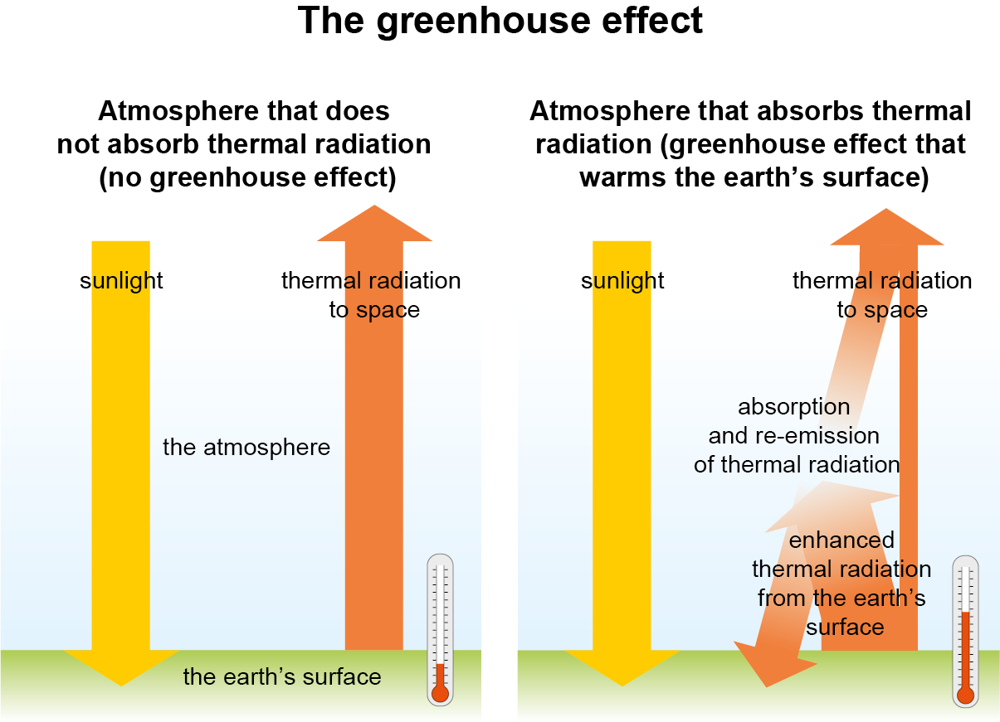 The greenhouse effect
Atmosphere that does
not absorb thermal radiation
(no greenhouse effect)
sunlight
thermal radiation
to space
the atmosphere
the earth’s surface
Atmosphere that absorbs thermal
radiation (greenhouse effect that
warms the earth’s surface)
sunlight
thermal radiation
to space
absorption
and re-emission
of thermal radiation
enhanced
thermal radiation
from the earth’s
surface